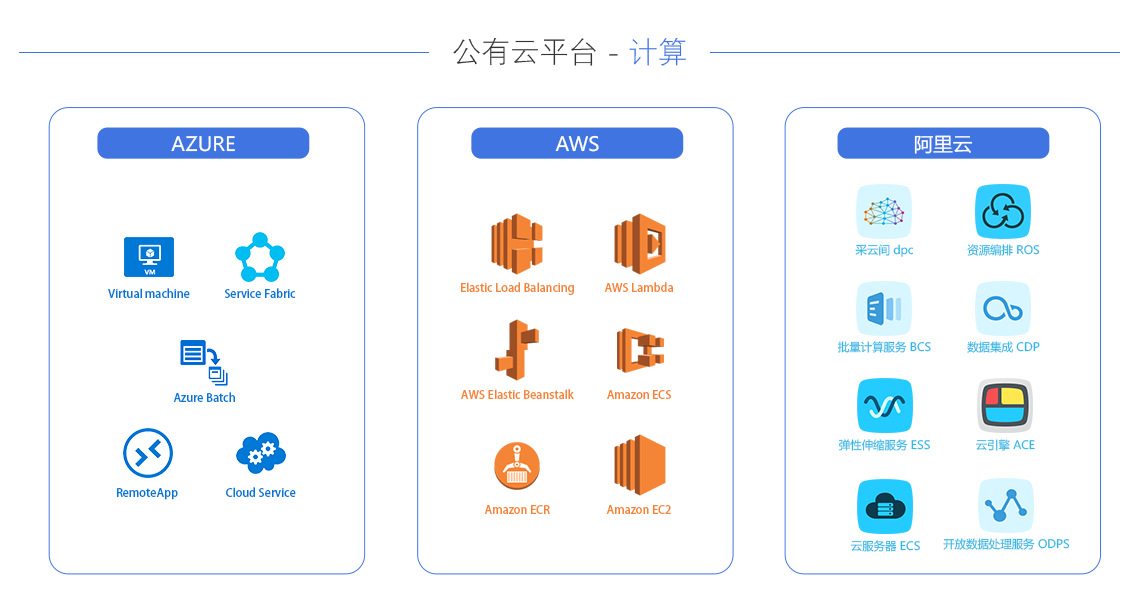 公有云平台 - 计算
AZURE
VM
Virtual machine
Service Fabric
Azure Batch
RemoteApp
Cloud Service
AWS
Elastic Load Balancing
AWS Lambda
AWS Elastic Beanstalk
Amazon ECS
Amazon ECR
Amazon EC2
阿里云
采云间 dpc
资源编排 ROS
批量计算服务 BCS
数据集成 CDP
弹性伸缩服务 ESS
云引擎 ACE
云服务器 ECS
开放数据处理服务 ODPS